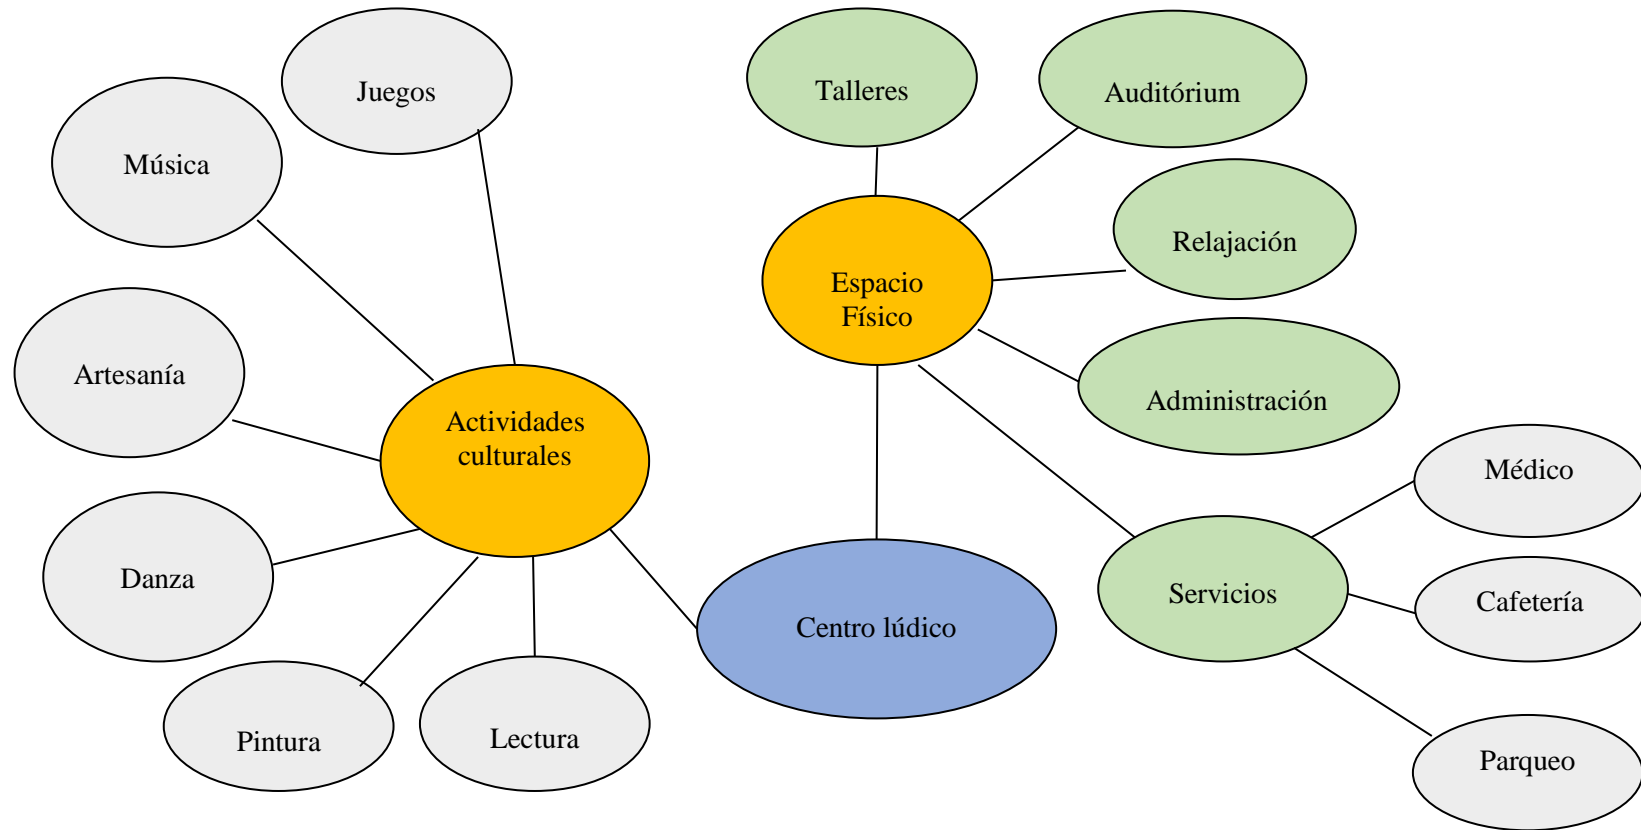 Juegos
Talleres
Auditórium
Música
Relajación
Espacio
Físico
Artesanía
Administración
Actividades
culturales
Médico
Danza
Servicios
Cafetería
Centro lúdico
Pintura
Lectura
Parqueo